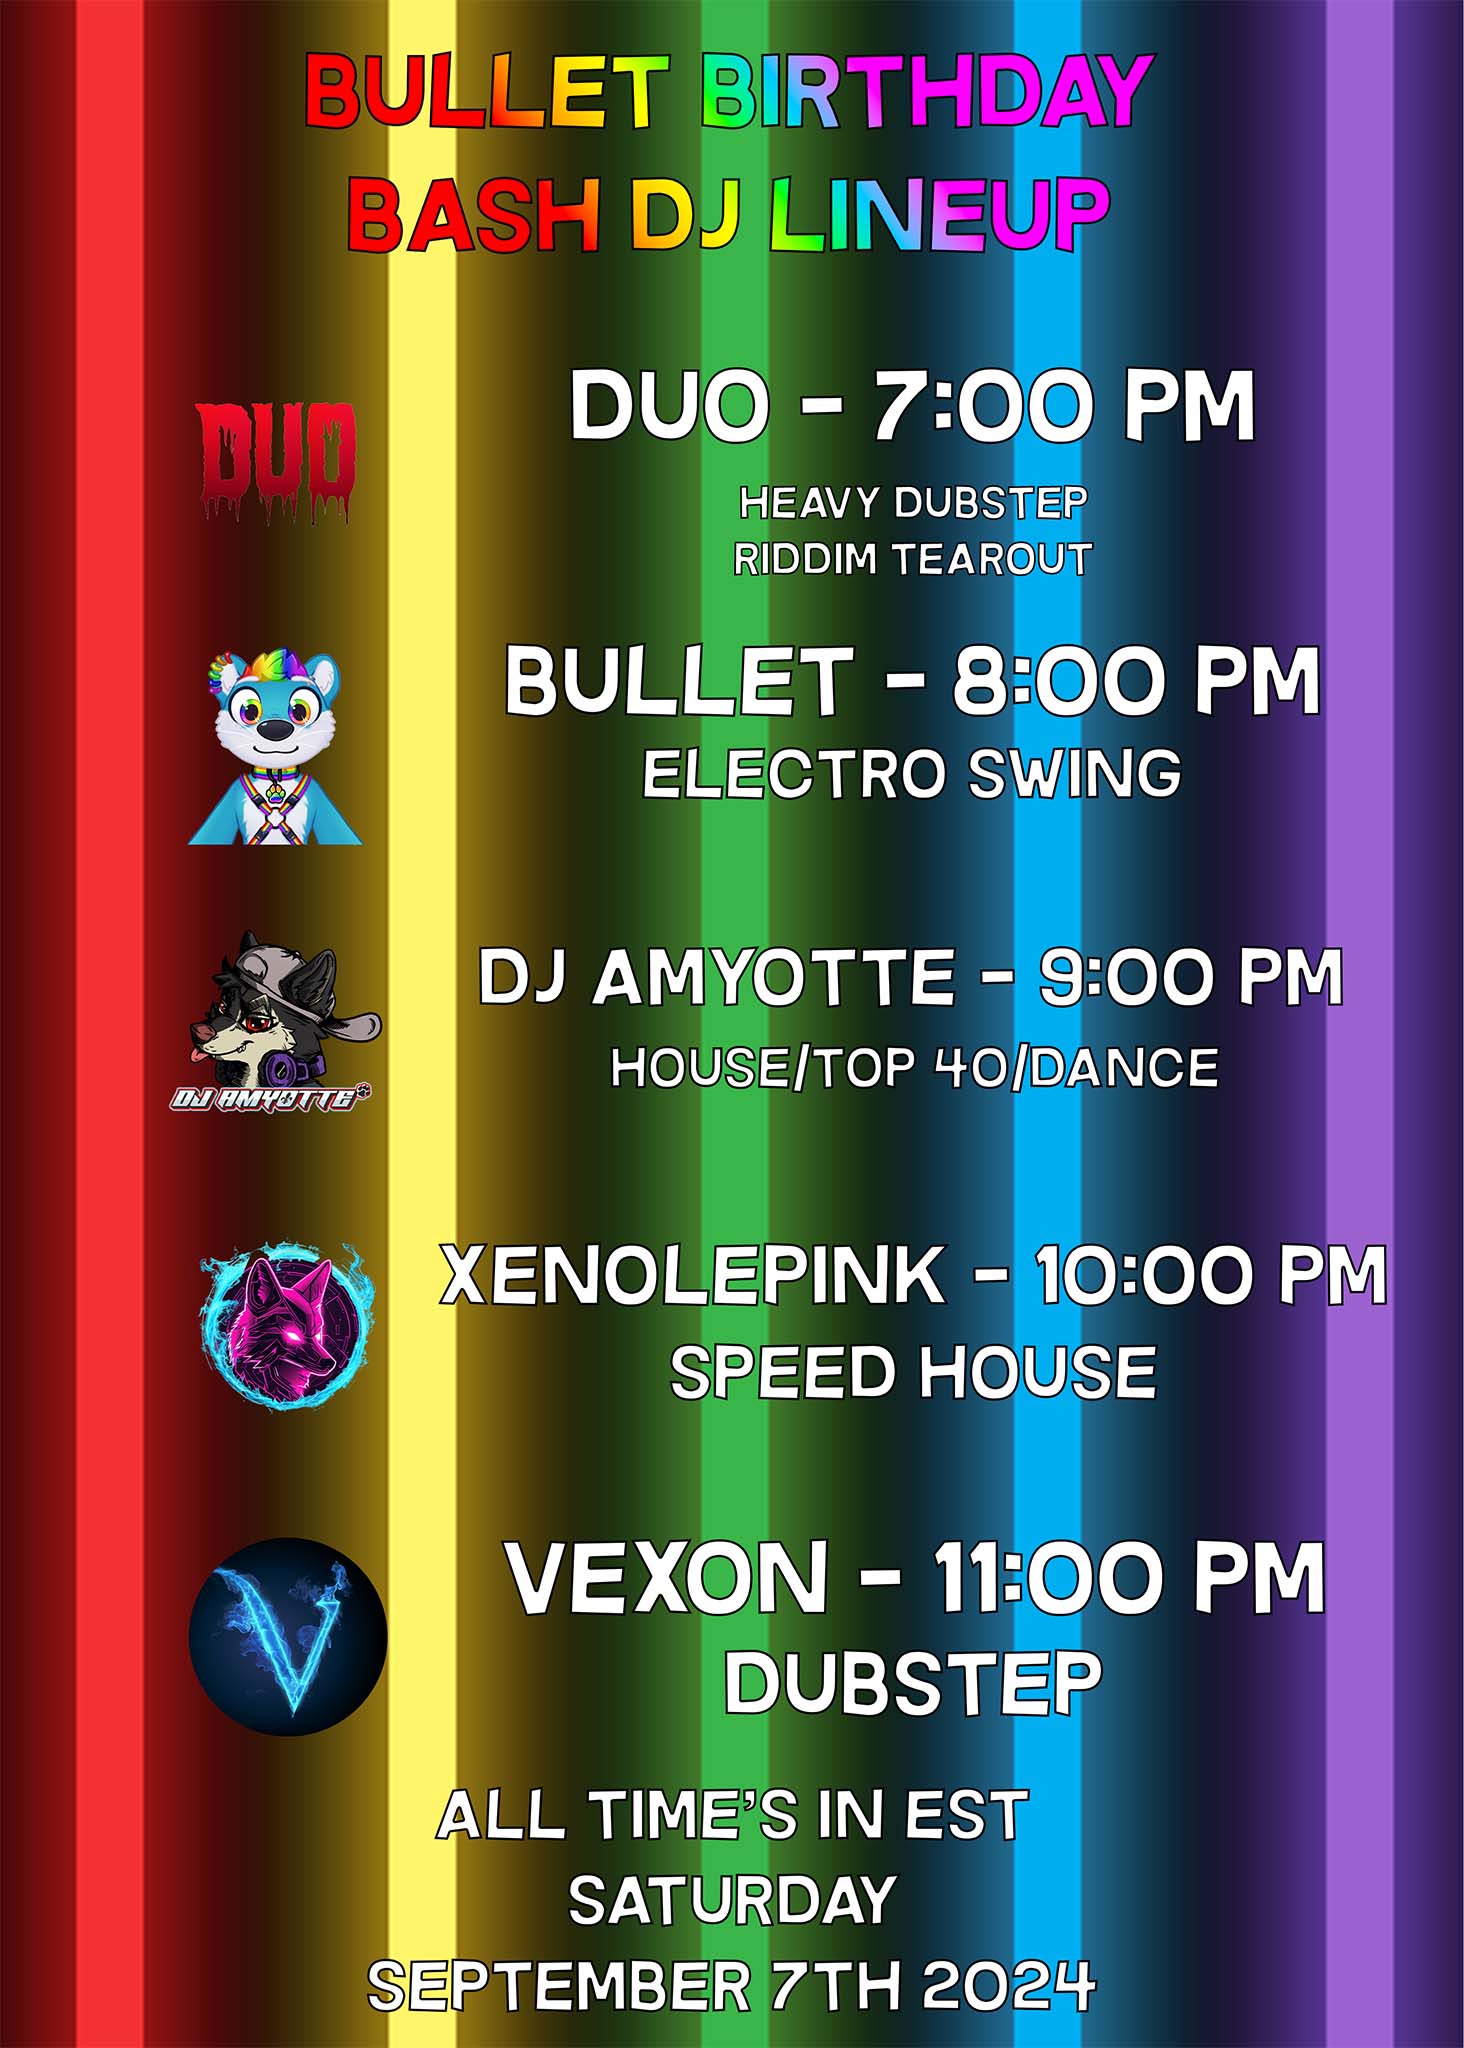 BULLET BIRTHDAY
BASH DJ LINEUP
DUO
DUO - 7:00 PM
HEAVY DUBSTEP
RIDDIM TEAROUT
BULLET - 8:00 PM
ELECTRO SWING
DJ AMYOTTE
DJ AMYOTTE - 9:00 PM
HOUSE/TOP 40/DANCE
XENOLEPINK - 10:00 PM
SPEED HOUSE
V
VEXON - 11:00 PM
DUBSTEP
ALL TIME'S IN EST
SATURDAY
SEPTEMBER 7TH 2024